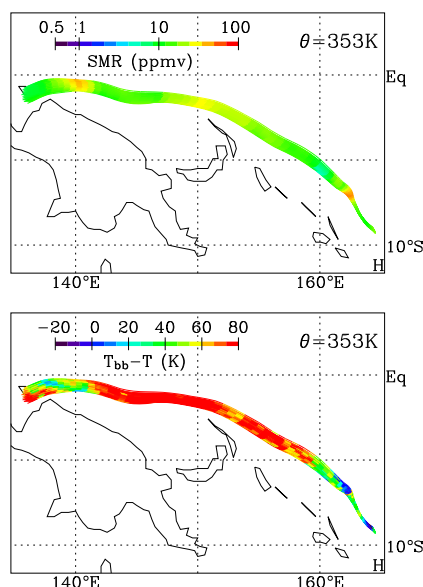 0.5 1 10 100
SMR (ppmv)
θ=353K
Eq
10°S
H
140°E 160°E
−20 0 20 40 60 80
Tbb−T (K)
θ=353K
Eq
10°S
H
140°E 160°E